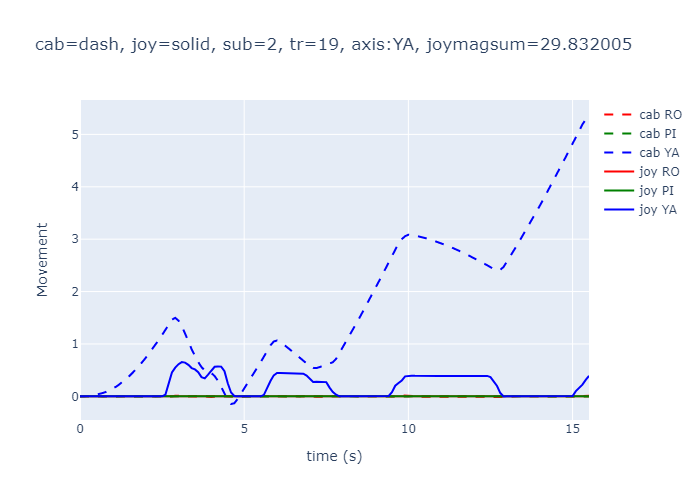 cab=dash, joy=solid, sub=2, tr=19, axis:YA, joymagsum=29.832005
cab RO
cab PI
cab YA
joy RO
joy PI
joy YA
Movement
5
4
3
2
1
0
0 5 10 15
time (s)